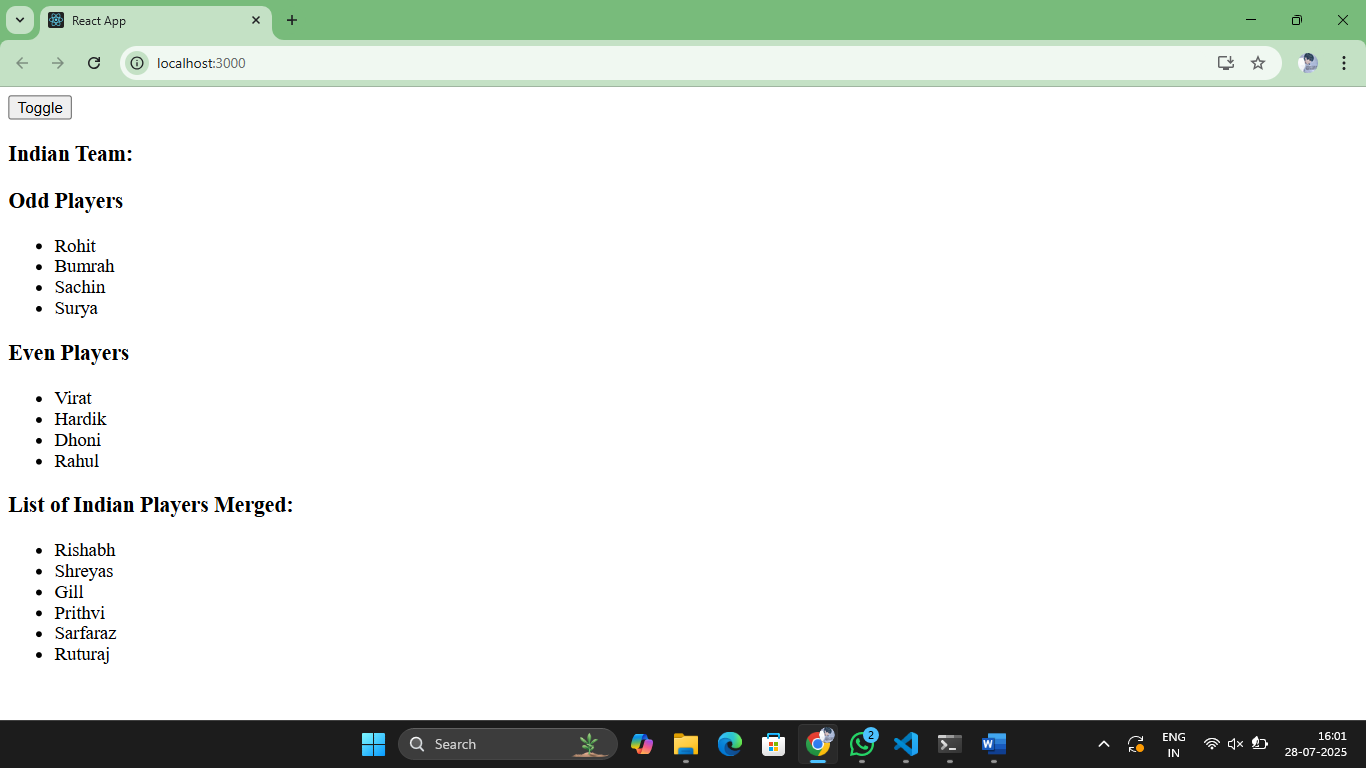 React App
localhost:3000
Toggle
Indian Team:
Odd Players
Rohit
Bumrah
Sachin
Surya
Even Players
Virat
Hardik
Dhoni
Rahul
List of Indian Players Merged:
Rishabh
Shreyas
Gill
Prithvi
Sarfaraz
Ruturaj
Search
2
ENG
IN
16:01
28-07-2025